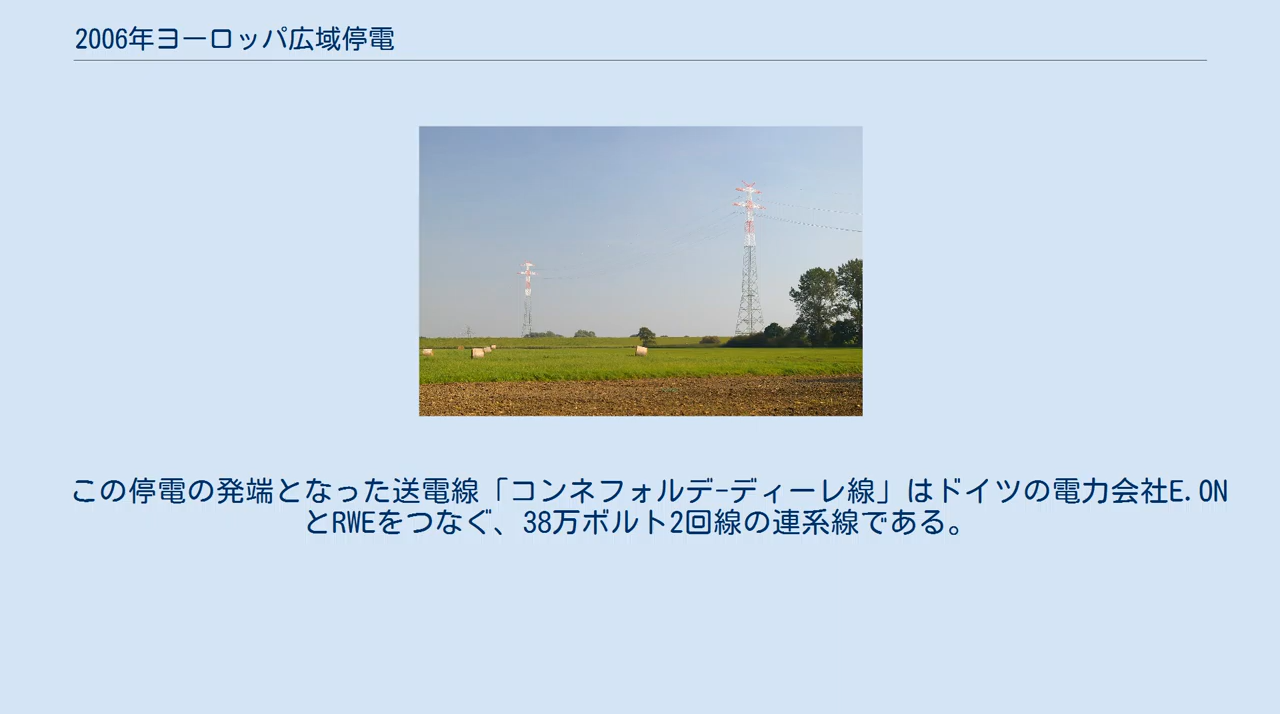 2006年ヨーロッパ広域停電
この停電の発端となった送電線「コンネフォルデ-ディーレ線」はドイツの電力会社E.ON
とRWEをつなぐ、38万ボルト2回線の連系線である。